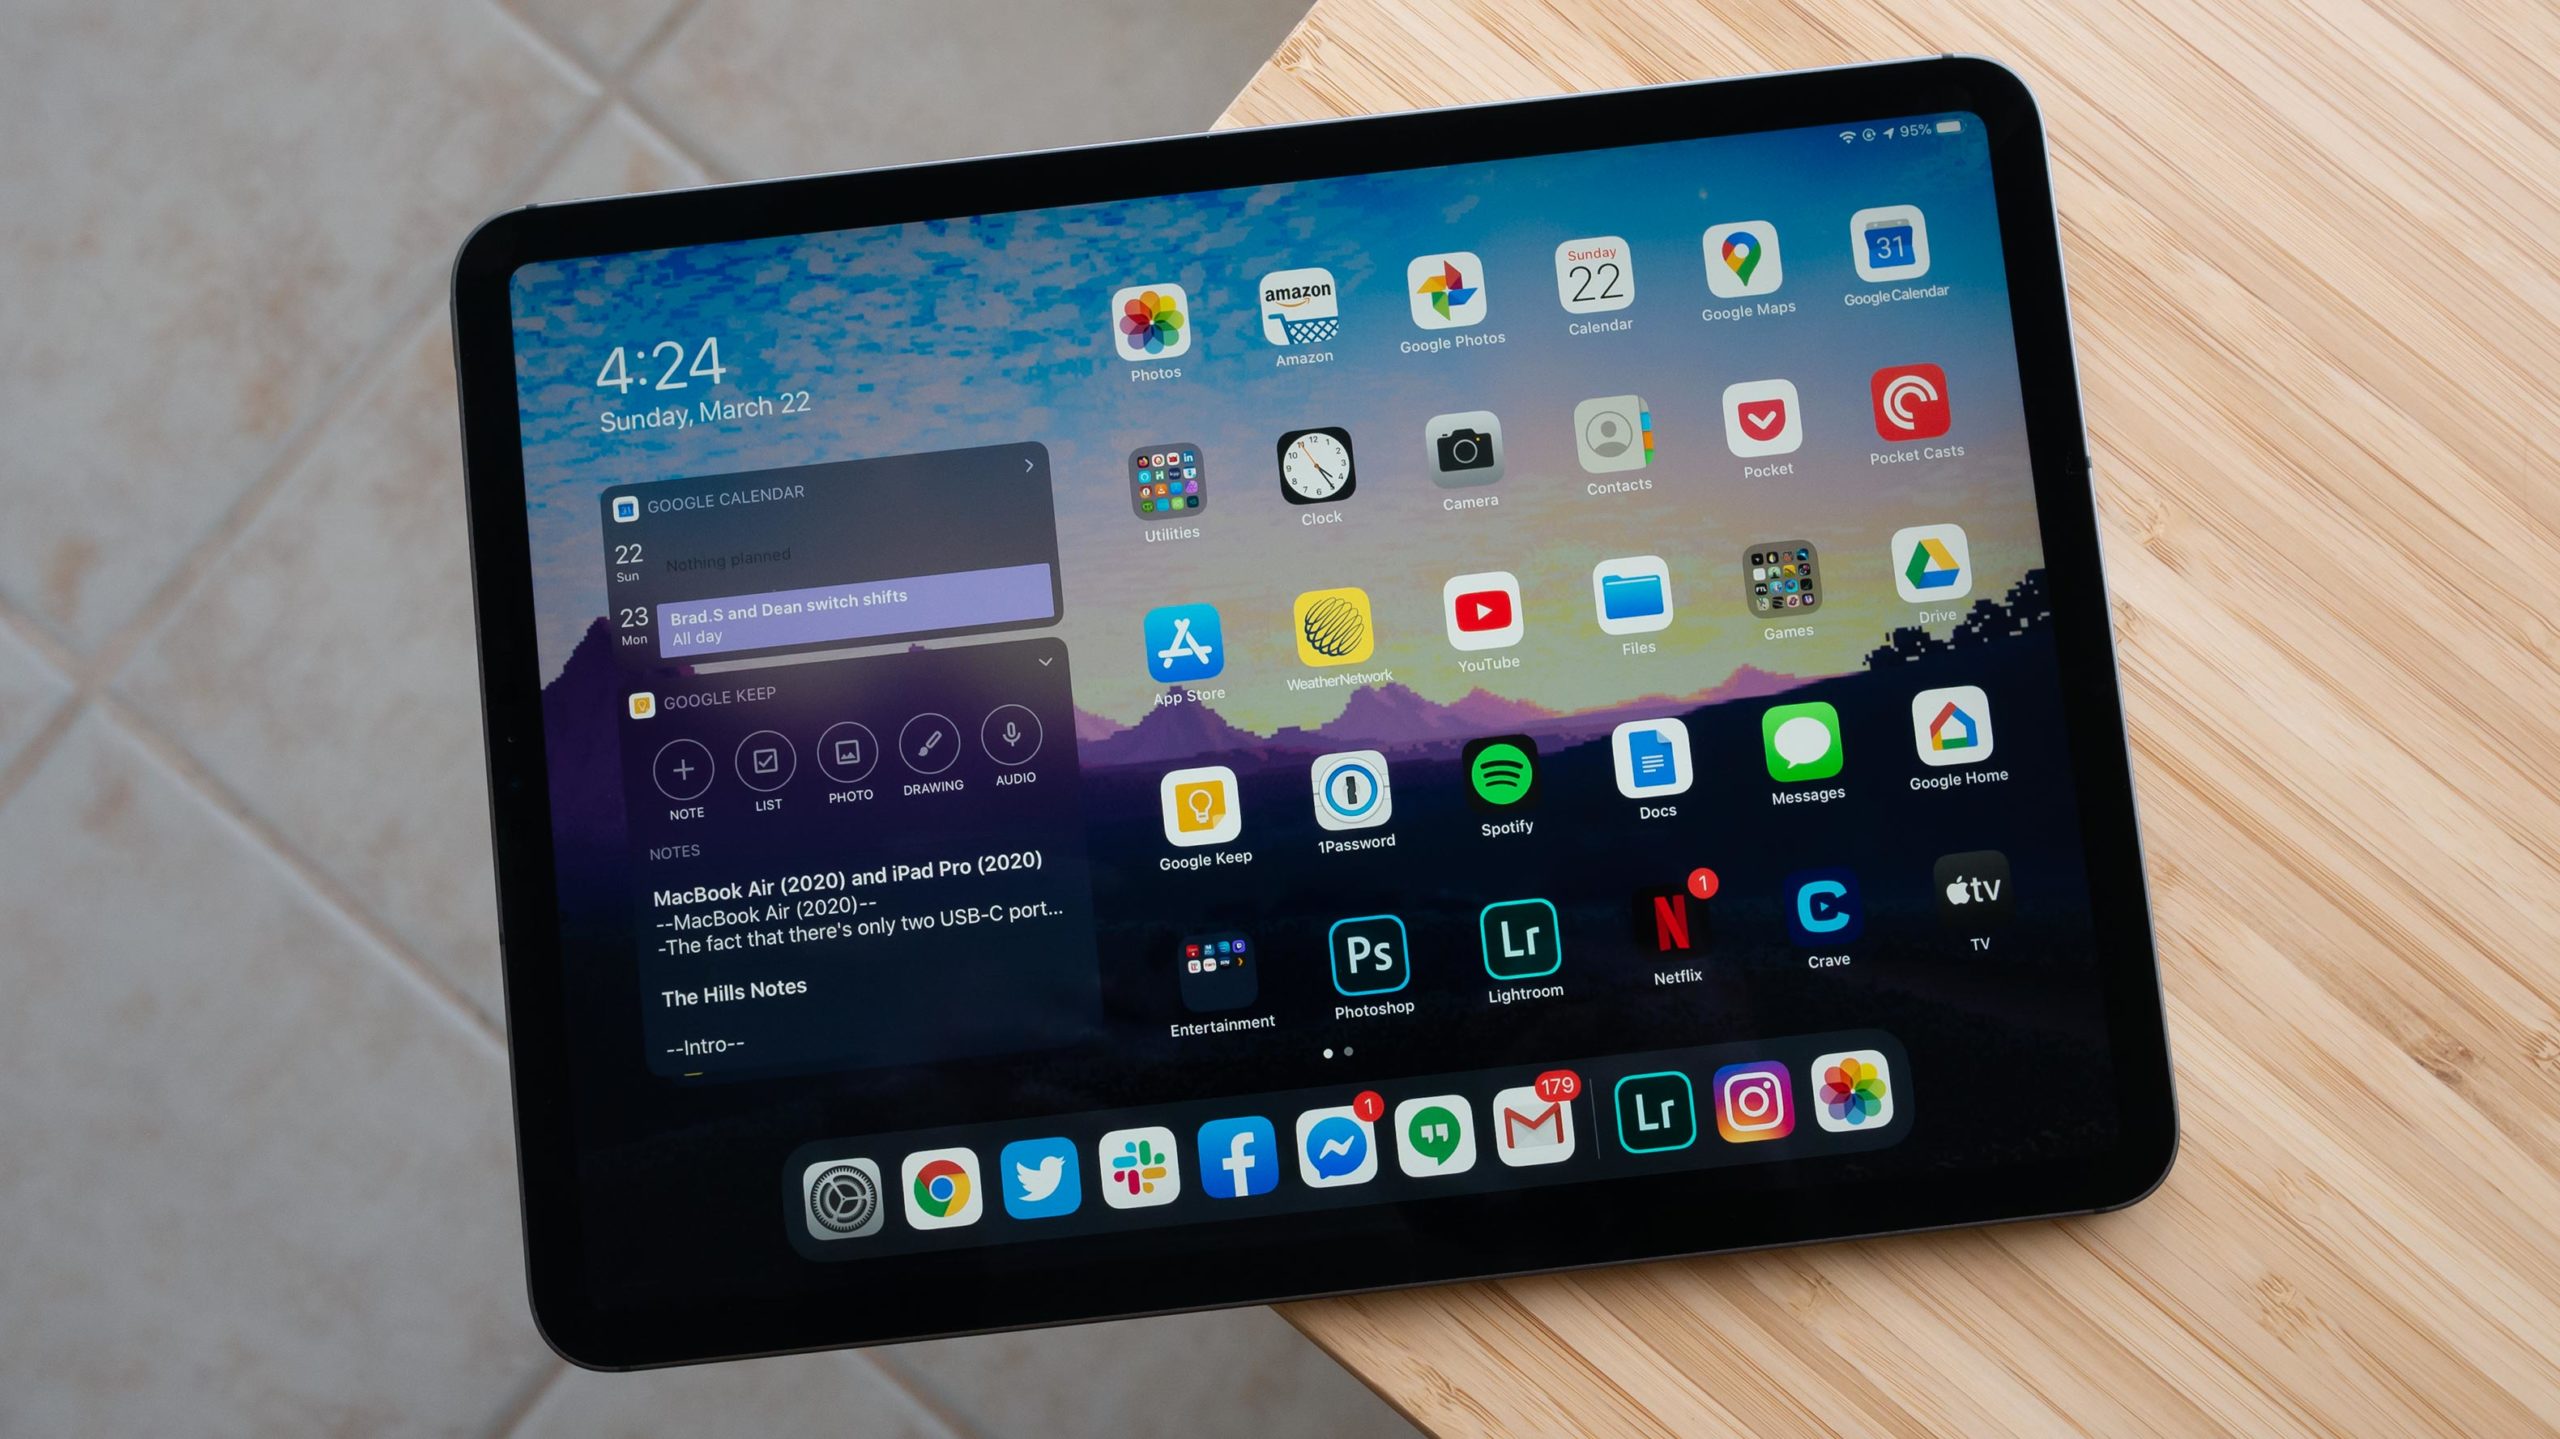 95%
4:24
Sunday, March 22
GOOGLE CALENDAR
22
Sun
Nothing planned
23
Mon
Brad.S and Dean switch shifts
All day
GOOGLE KEEP
NOTE
LIST
PHOTO
DRAWING
AUDIO
NOTES
MacBook Air (2020) and iPad Pro (2020)
--MacBook Air (2020)--
-The fact that there's only two USB-C port...
The Hills Notes
--Intro--
amazon
Sunday
22
31
Photos
Amazon
Google Photos
Calendar
Google Maps
Google Calendar
Utilities
Clock
Camera
Contacts
Pocket
Pocket Casts
App Store
WeatherNetwork
YouTube
Files
Games
Drive
Google Keep
1Password
Spotify
Docs
Messages
Google Home
Ps
Lr
N
1
tv
Entertainment
Photoshop
Lightroom
Netflix
Crave
TV
1
179
Lr